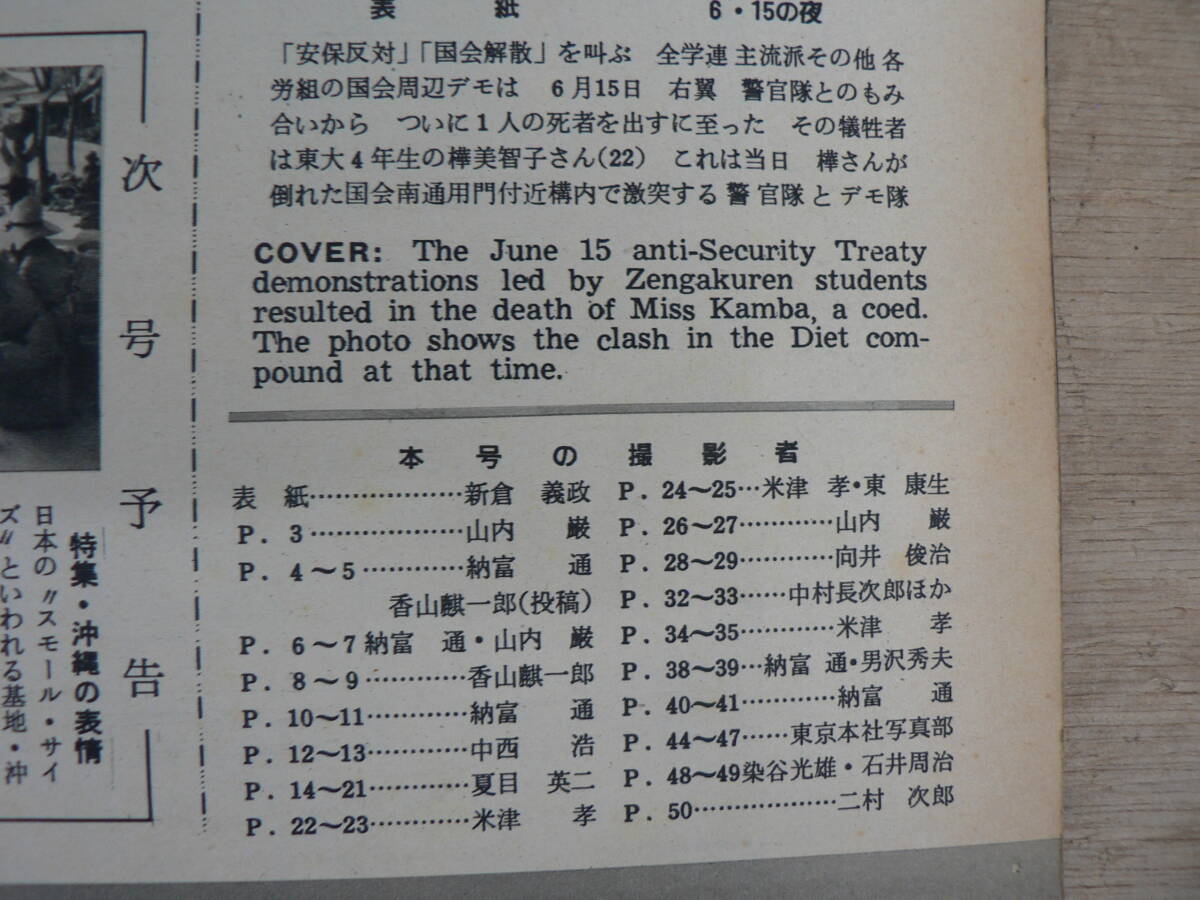 表紙 6・15の夜
「安保反対」「国会解散」を叫ぶ 全学連主流派その他各
労組の国会周辺デモは 6月15日 右翼 警官隊とのもみ
合いから ついに1人の死者を出すに至った その犠牲者
は東大4年生の樺美智子さん(22) これは当日 樺さんが
倒れた国会南通用門付近構内で激突する警官隊とデモ隊
COVER: The June 15 anti-Security Treaty
demonstrations led by Zengakuren students
resulted in the death of Miss Kamba, a coed.
The photo shows the clash in the Diet com-
pound at that time.
本号の撮影者
表紙………………新倉 義政
P. 3………………山内 巌
P. 4～5…………納富 通
香山麒一郎(投稿)
P. 6～7納富 通・山内 巌
P. 8～9…………香山麒一郎
P. 10～11…………納富 通
P. 12～13…………中西 浩
P. 14～21…………夏目 英二
P. 22～23…………米津 孝
P. 24～25…米津 孝・東 康生
P. 26～27…………山内 巌
P. 28～29…………向井 俊治
P. 32～33……中村長次郎ほか
P. 34～35…………米津 孝
P. 38～39…納富 通・男沢秀夫
P. 40～41…………納富 通
P. 44～47……東京本社写真部
P. 48～49染谷光雄・石井周治
P. 50………………二村 次郎
次号予告
特集・沖縄の表情
日本の〃スモール・サイ
ズ〃といわれる基地・沖